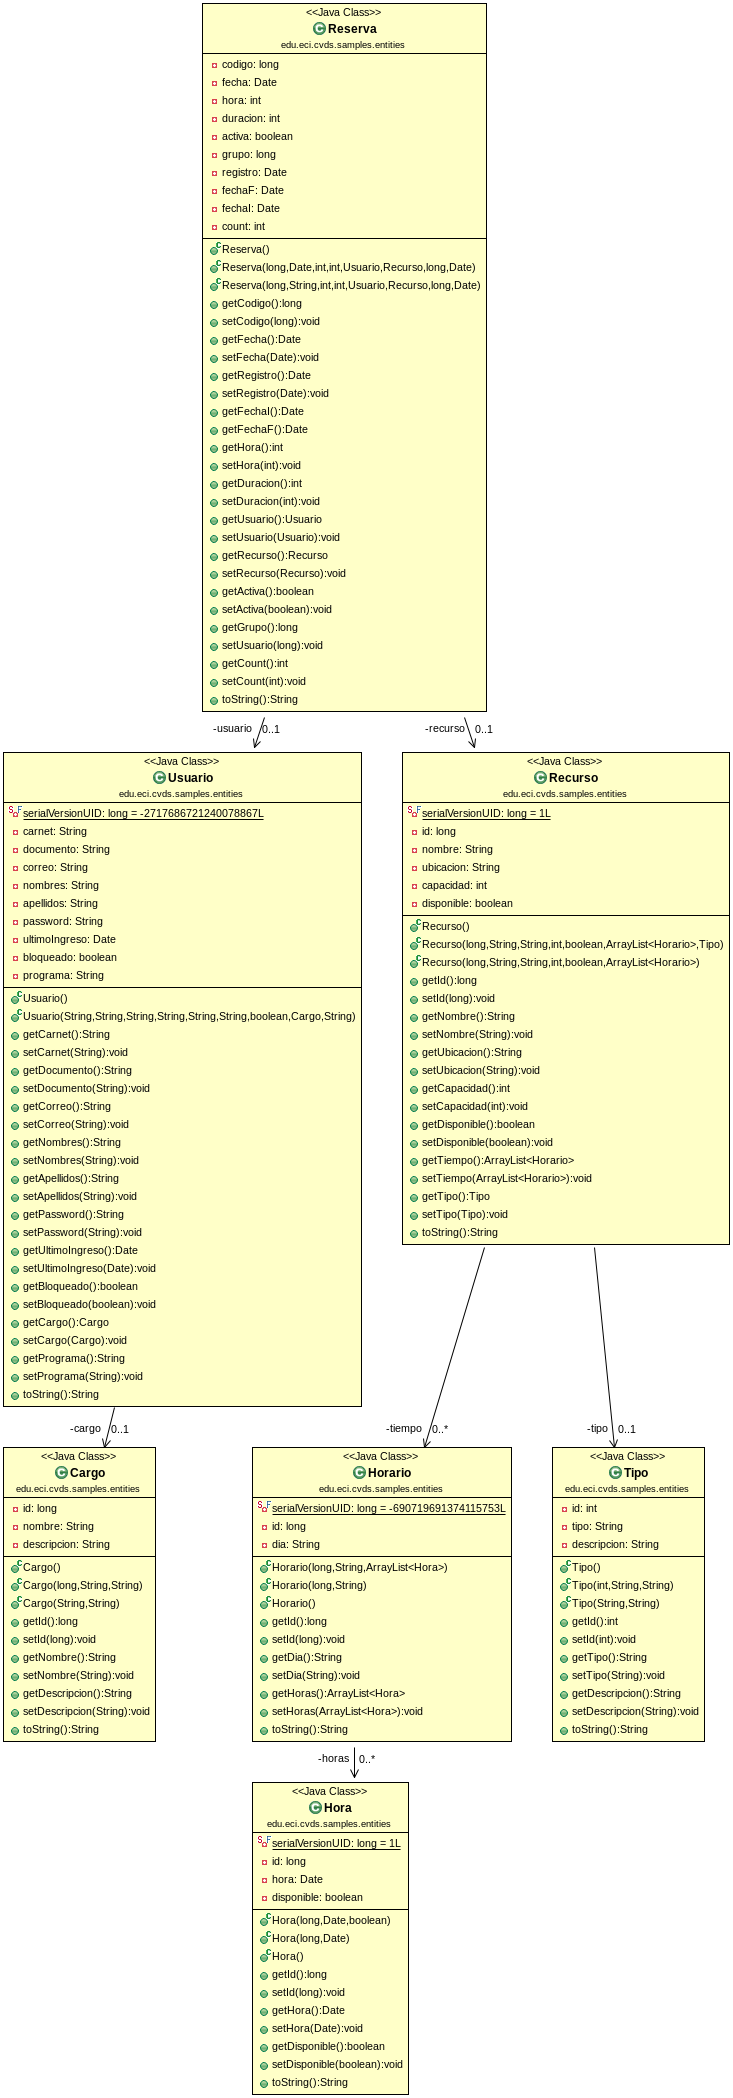 <<Java Class>>
Reserva
edu.eci.cvds.samples.entities
codigo: long
fecha: Date
hora: int
duracion: int
activa: boolean
grupo: long
registro: Date
fechaF: Date
fechaI: Date
count: int
Reserva()
Reserva(long,Date,int,int,Usuario,Recurso,long,Date)
Reserva(long,String,int,int,Usuario,Recurso,long,Date)
getCodigo():long
setCodigo(long):void
getFecha():Date
setFecha(Date):void
getRegistro():Date
setRegistro(Date):void
getFechaI():Date
getFechaF():Date
getHora():int
setHora(int):void
getDuracion():int
setDuracion(int):void
getUsuario():Usuario
setUsuario(Usuario):void
getRecurso():Recurso
setRecurso(Recurso):void
getActiva():boolean
setActiva(boolean):void
getGrupo():long
setUsuario(long):void
getCount():int
setCount(int):void
toString():String
-usuario 0..1
-recurso 0..1
<<Java Class>>
Usuario
edu.eci.cvds.samples.entities
serialVersionUID: long = -2717686721240078867L
carnet: String
documento: String
correo: String
nombres: String
apellidos: String
password: String
ultimoIngreso: Date
bloqueado: boolean
programa: String
Usuario()
Usuario(String,String,String,String,String,String,boolean,Cargo,String)
getCarnet():String
setCarnet(String):void
getDocumento():String
setDocumento(String):void
getCorreo():String
setCorreo(String):void
getNombres():String
setNombres(String):void
getApellidos():String
setApellidos(String):void
getPassword():String
setPassword(String):void
getUltimoIngreso():Date
setUltimoIngreso(Date):void
getBloqueado():boolean
setBloqueado(boolean):void
getCargo():Cargo
setCargo(Cargo):void
getPrograma():String
setPrograma(String):void
toString():String
<<Java Class>>
Recurso
edu.eci.cvds.samples.entities
serialVersionUID: long = 1L
id: long
nombre: String
ubicacion: String
capacidad: int
disponible: boolean
Recurso()
Recurso(long,String,String,int,boolean,ArrayList<Horario>,Tipo)
Recurso(long,String,String,int,boolean,ArrayList<Horario>)
getId():long
setId(long):void
getNombre():String
setNombre(String):void
getUbicacion():String
setUbicacion(String):void
getCapacidad():int
setCapacidad(int):void
getDisponible():boolean
setDisponible(boolean):void
getTiempo():ArrayList<Horario>
setTiempo(ArrayList<Horario>):void
getTipo():Tipo
setTipo(Tipo):void
toString():String
-cargo 0..1
-tiempo 0..*
-tipo 0..1
<<Java Class>>
Cargo
edu.eci.cvds.samples.entities
id: long
nombre: String
descripcion: String
Cargo()
Cargo(long,String,String)
Cargo(String,String)
getId():long
setId(long):void
getNombre():String
setNombre(String):void
getDescripcion():String
setDescripcion(String):void
toString():String
<<Java Class>>
Horario
edu.eci.cvds.samples.entities
serialVersionUID: long = -690719691374115753L
id: long
dia: String
Horario(long,String,ArrayList<Hora>)
Horario(long,String)
Horario()
getId():long
setId(long):void
getDia():String
setDia(String):void
getHoras():ArrayList<Hora>
setHoras(ArrayList<Hora>):void
toString():String
<<Java Class>>
Tipo
edu.eci.cvds.samples.entities
id: int
tipo: String
descripcion: String
Tipo()
Tipo(int,String,String)
Tipo(String,String)
getId():int
setId(int):void
getTipo():String
setTipo(String):void
getDescripcion():String
setDescripcion(String):void
toString():String
-horas 0..*
<<Java Class>>
Hora
edu.eci.cvds.samples.entities
serialVersionUID: long = 1L
id: long
hora: Date
disponible: boolean
Hora(long,Date,boolean)
Hora(long,Date)
Hora()
getId():long
setId(long):void
getHora():Date
setHora(Date):void
getDisponible():boolean
setDisponible(boolean):void
toString():String